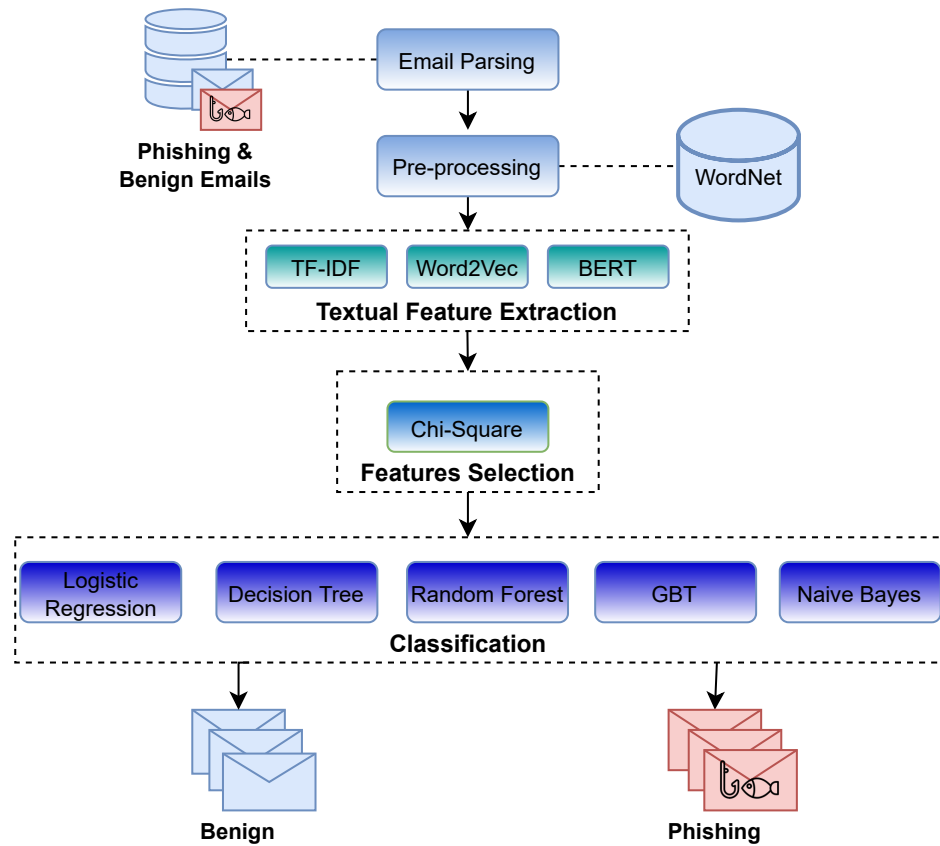 Email Parsing
Phishing &
Benign Emails
Pre-processing
WordNet
TF-IDF
Word2Vec
BERT
Textual Feature Extraction
Chi-Square
Features Selection
Logistic
Regression
Decision Tree
Random Forest
GBT
Naive Bayes
Classification
Benign
Phishing